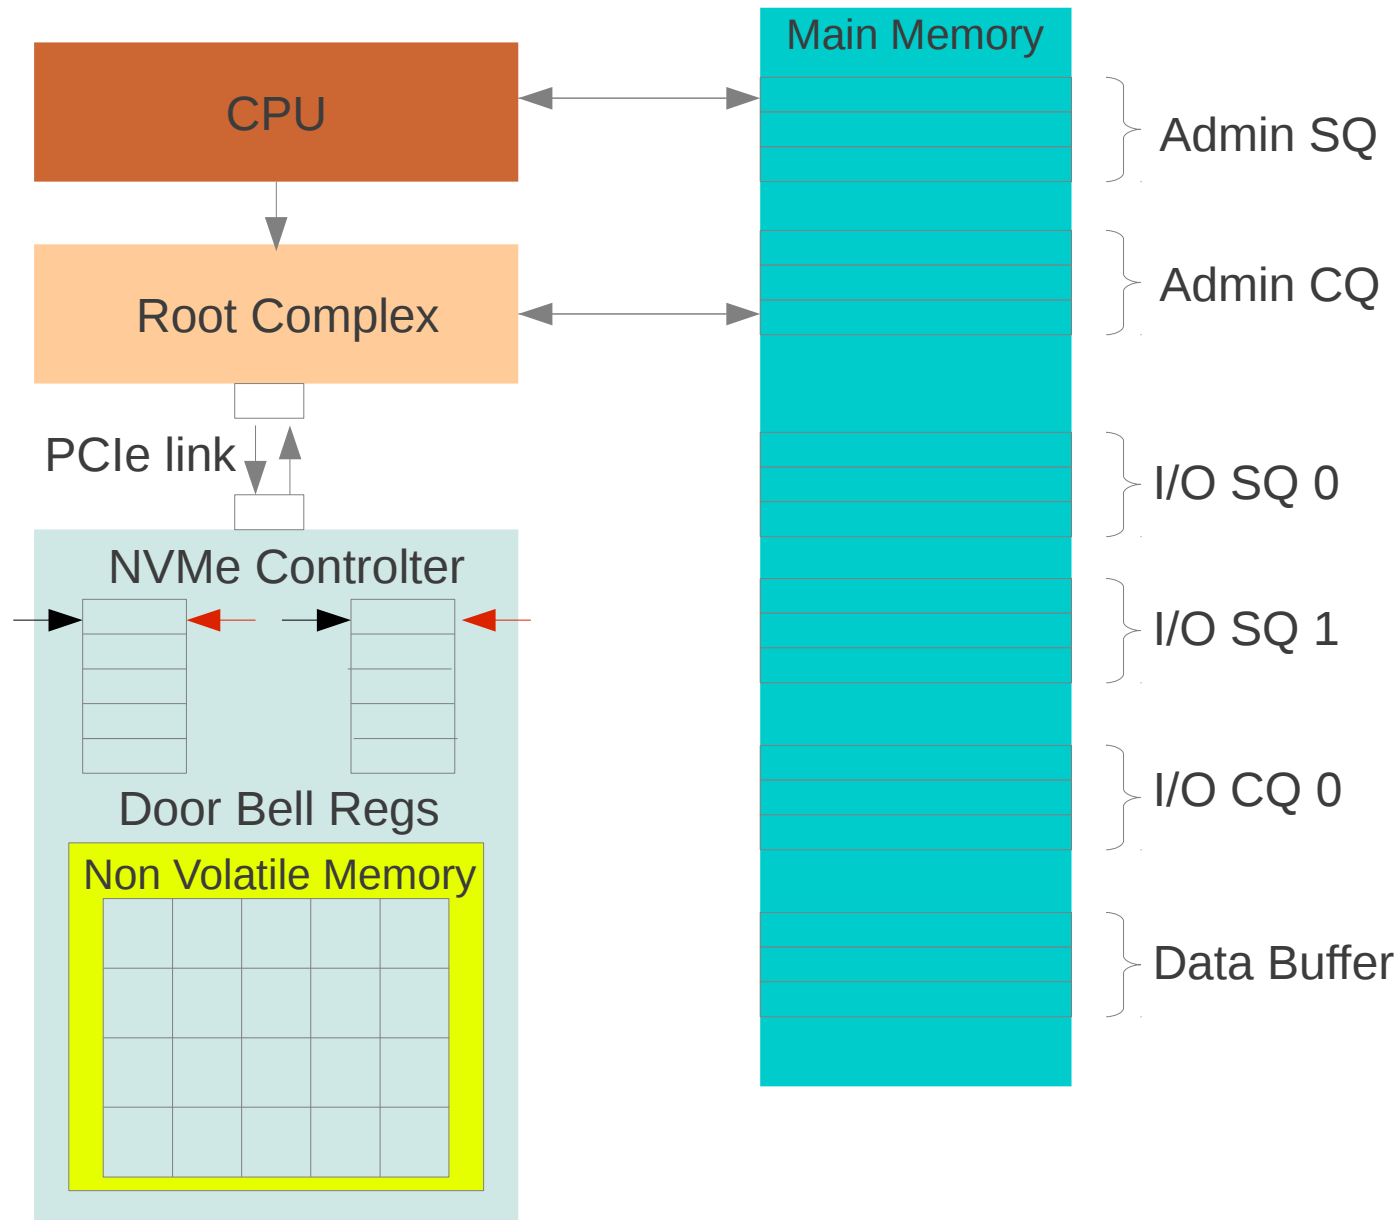 Main Memory
CPU
Admin SQ
Root Complex
Admin CQ
PCIe link
I/O SQ 0
NVMe Controlter
I/O SQ 1
Door Bell Regs
I/O CQ 0
Non Volatile Memory
Data Buffer